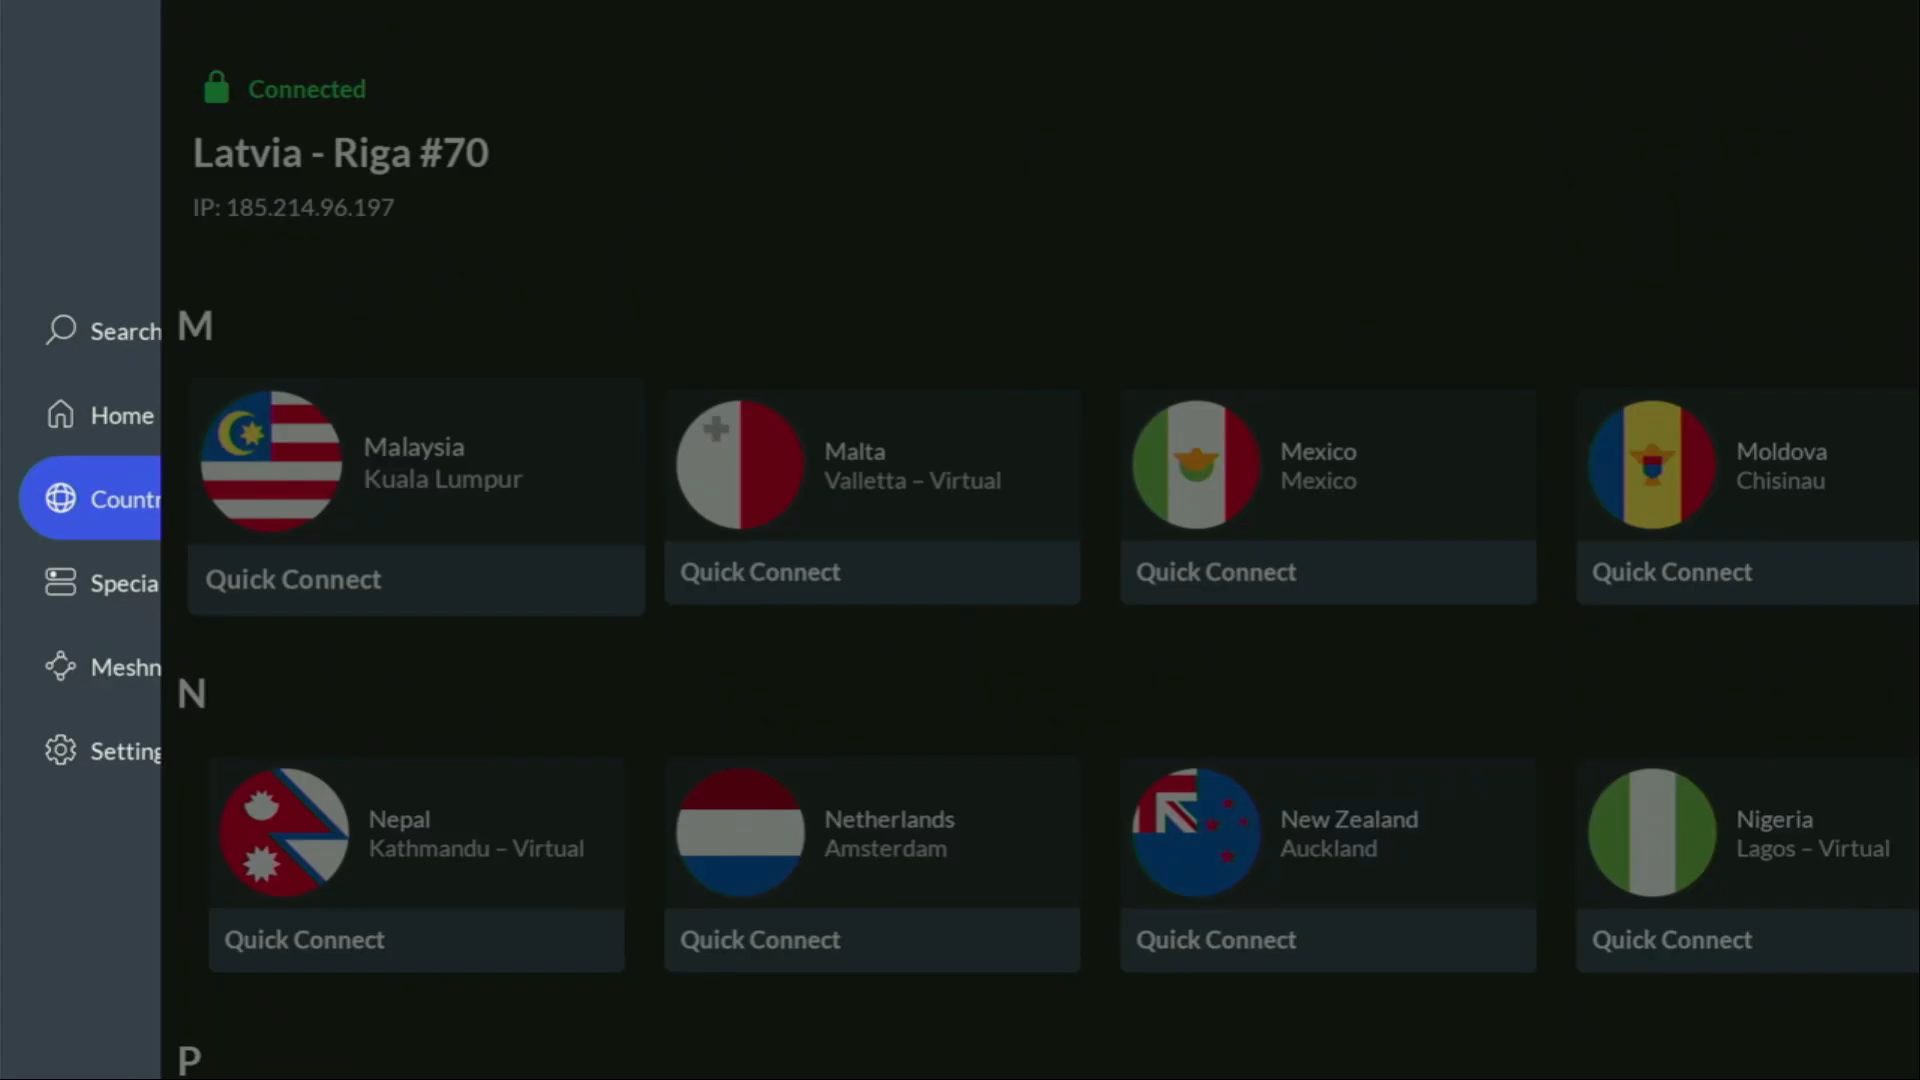 Connected
Latvia - Riga #70
IP: 185.214.96.197
Search
Home
Countr
Specia
Meshn
Setting
M
Malaysia
Kuala Lumpur
Quick Connect
Malta
Valletta – Virtual
Quick Connect
Mexico
Mexico
Quick Connect
Moldova
Chisinau
Quick Connect
N
Nepal
Kathmandu – Virtual
Quick Connect
Netherlands
Amsterdam
Quick Connect
New Zealand
Auckland
Quick Connect
Nigeria
Lagos – Virtual
Quick Connect
P